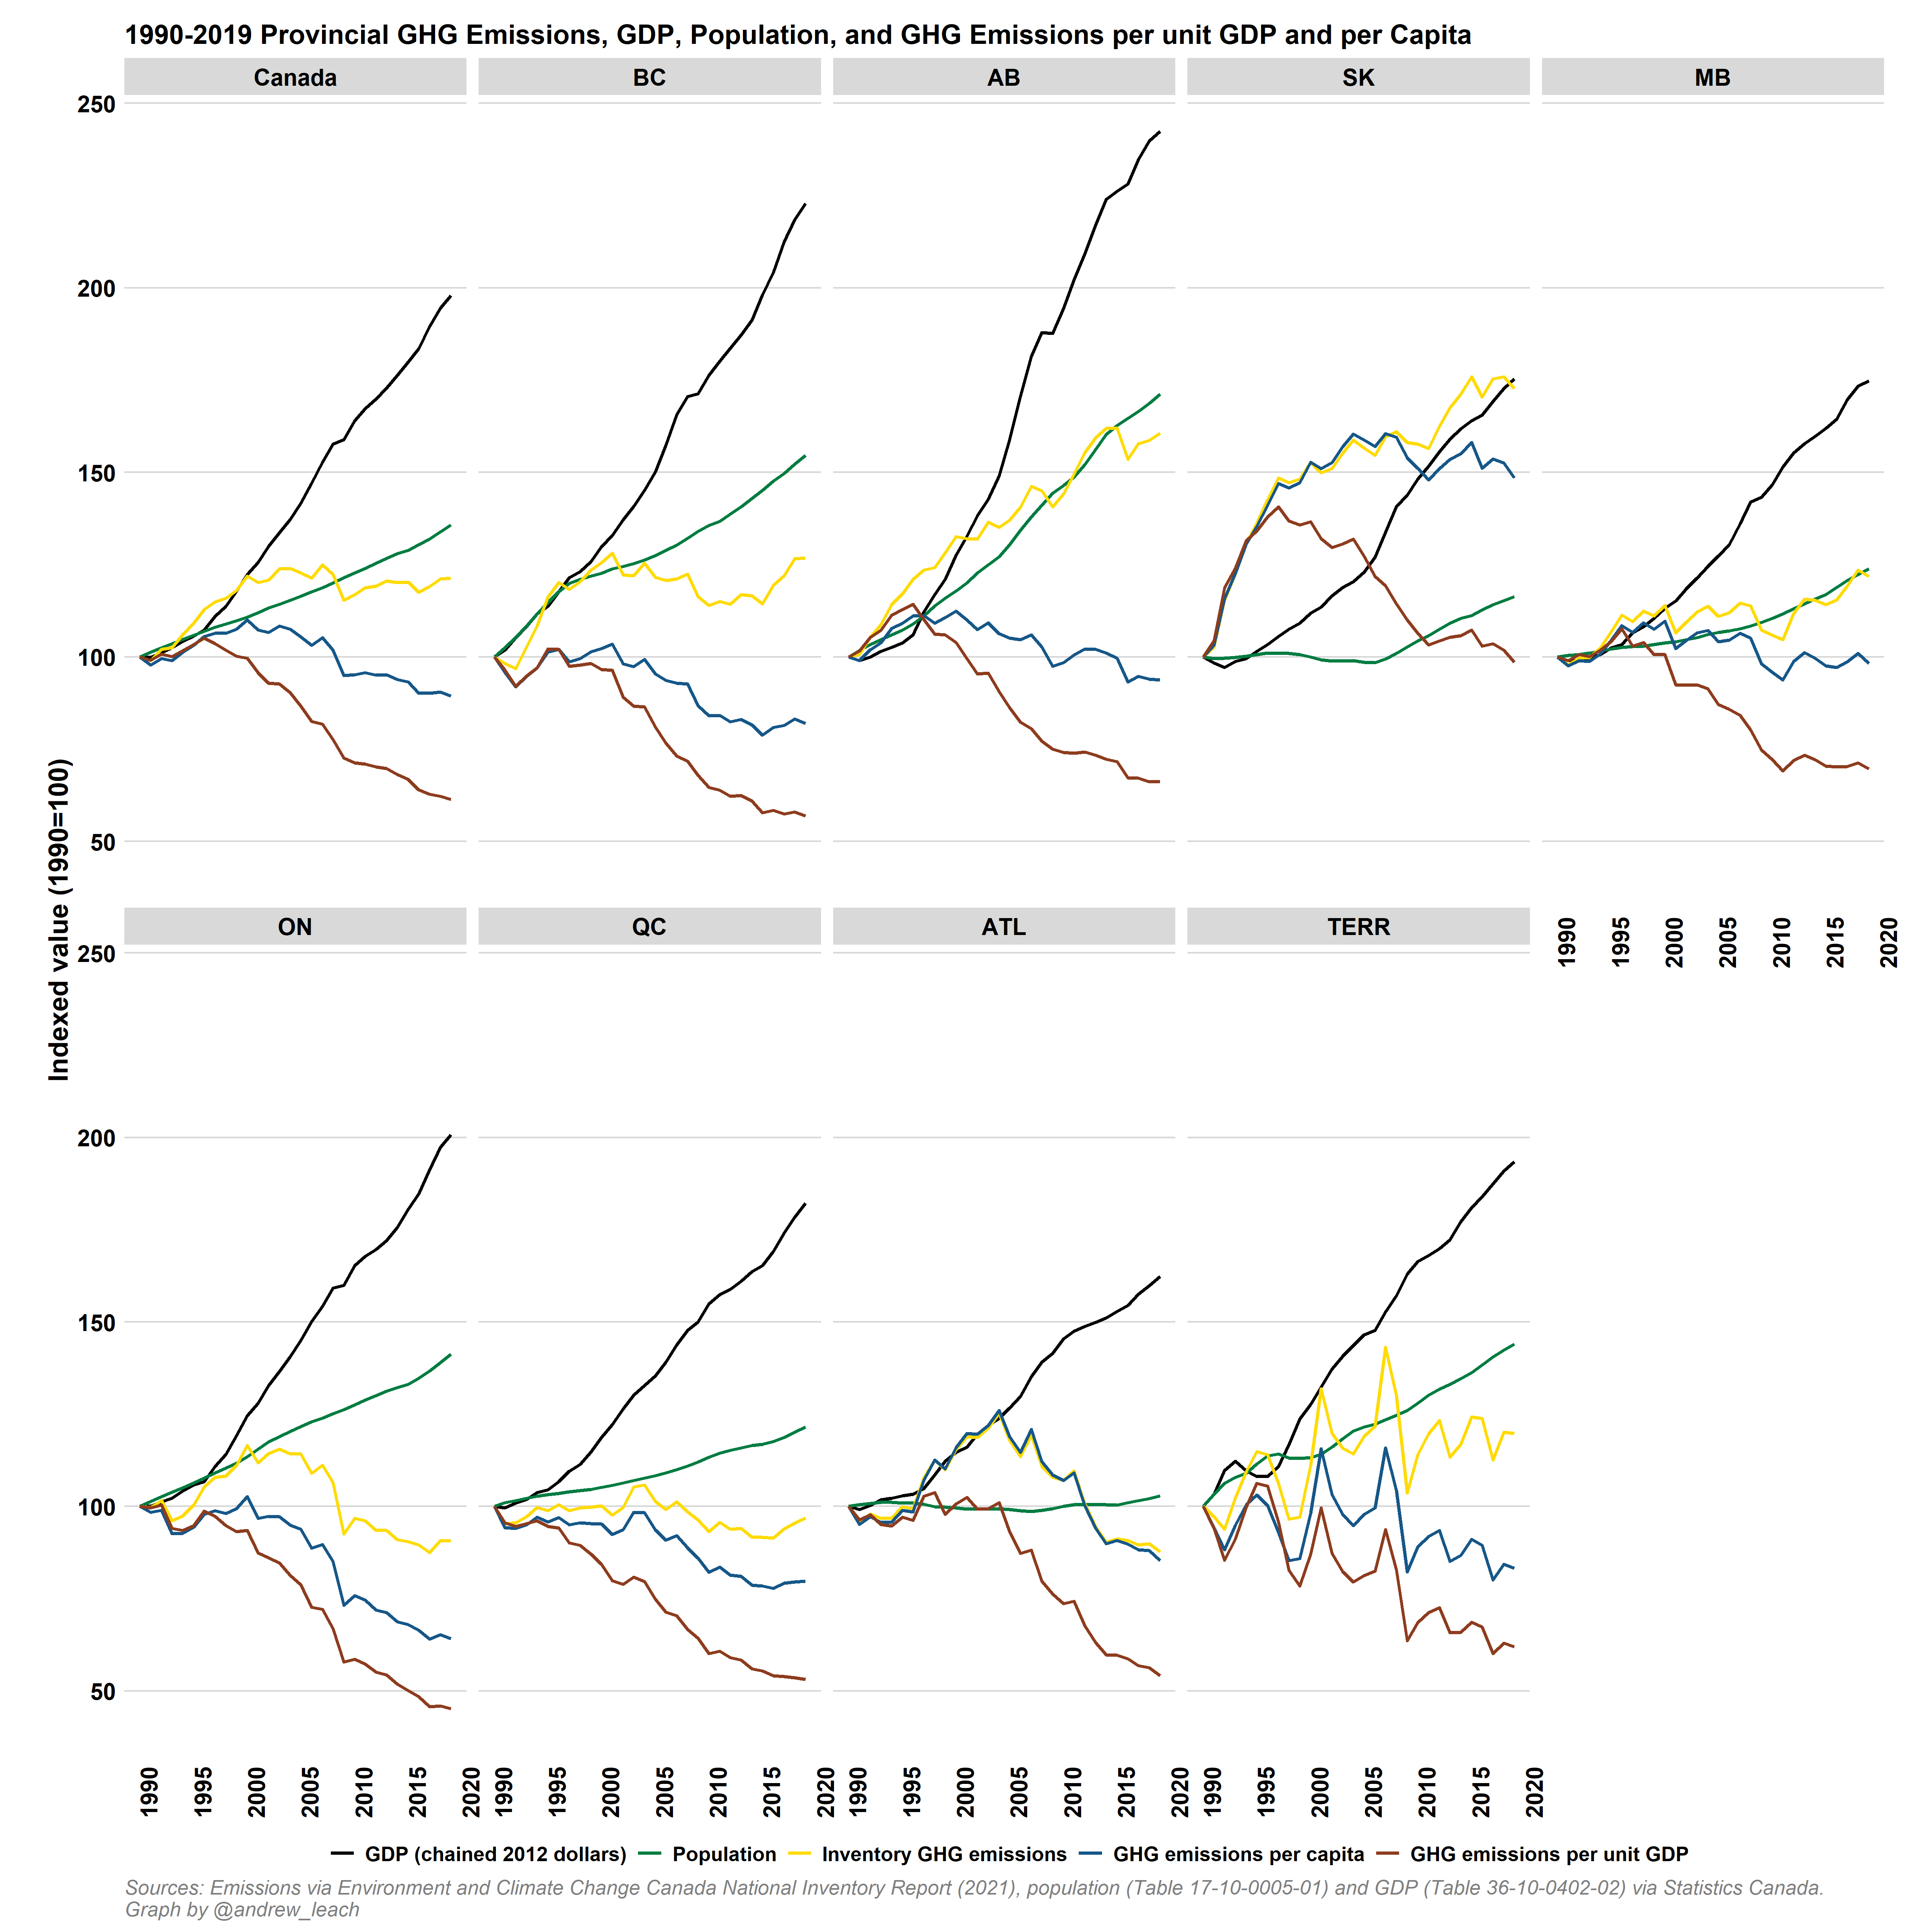 1990-2019 Provincial GHG Emissions, GDP, Population, and GHG Emissions per unit GDP and per Capita
Canada BC AB SK MB
250
200
150
100
50
Indexed value (1990=100)
1990 1995 2000 2005 2010 2015 2020
ON QC ATL TERR
250
200
150
100
50
1990 1995 2000 2005 2010 2015 2020 1990 1995 2000 2005 2010 2015 2020 1990 1995 2000 2005 2010 2015 2020 1990 1995 2000 2005 2010 2015 2020
GDP (chained 2012 dollars) Population Inventory GHG emissions GHG emissions per capita GHG emissions per unit GDP
Sources: Emissions via Environment and Climate Change Canada National Inventory Report (2021), population (Table 17-10-0005-01) and GDP (Table 36-10-0402-02) via Statistics Canada.
Graph by @andrew_leach